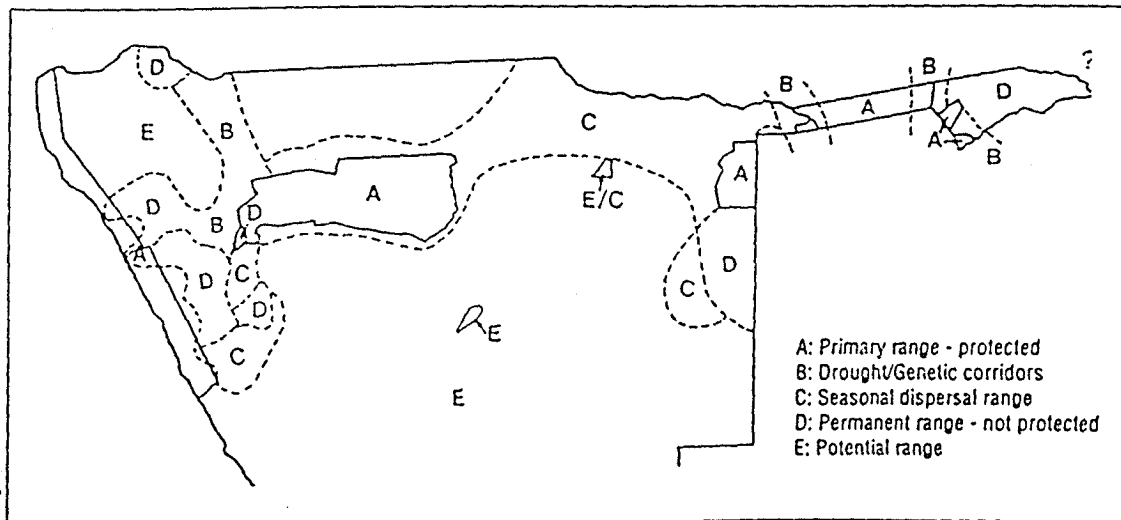 ?
D
B
B
D
A
E
B
C
A
A
B
D
A
A
E/C
D
B
A
A
D
D
C
C
D
E
C
E
A: Primary range - protected
B: Drought/Genetic corridors
C: Seasonal dispersal range
D: Permanent range - not protected
E: Potential range